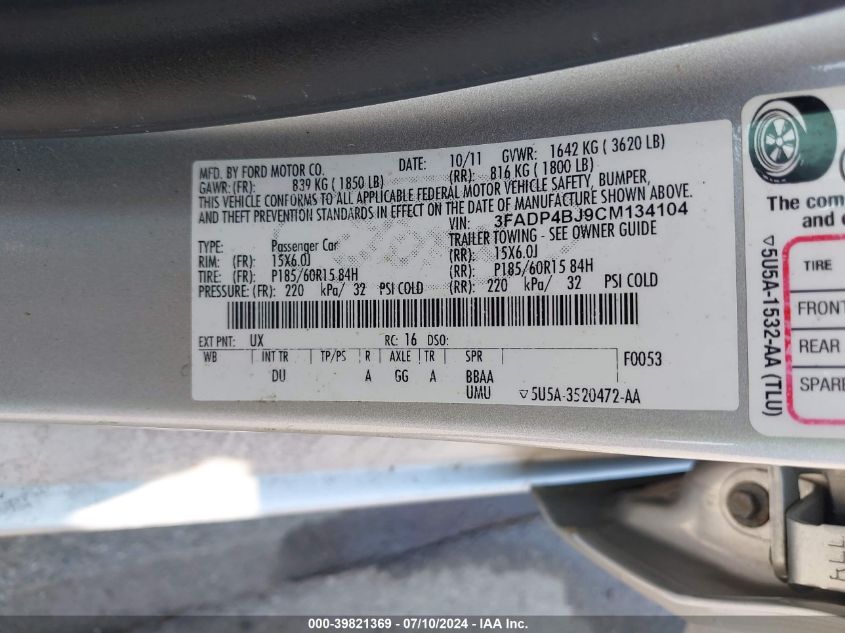 MFD. BY FORD MOTOR CO.
DATE: 10/11 GVWR: 1642 KG ( 3620 LB)
GAWR: (FR): 839 KG ( 1850 LB) (RR): 816 KG ( 1800 LB)
THIS VEHICLE CONFORMS TO ALL APPLICABLE FEDERAL MOTOR VEHICLE SAFETY, BUMPER,
AND THEFT PREVENTION STANDARDS IN EFFECT ON THE DATE OF MANUFACTURE SHOWN ABOVE.
VIN: 3FADP4BJ9CM134104
TYPE: Passenger Car TRAILER TOWING - SEE OWNER GUIDE
RIM: (FR): 15X6.0J (RR): 15X6.0J
TIRE: (FR): P185/60R15 84H (RR): P185/60R15 84H
PRESSURE: (FR): 220 kPa/ 32 PSI COLD (RR): 220 kPa/ 32 PSI COLD
EXT PNT: UX RC: 16 DSO:
WB INT TR TP/PS R AXLE TR SPR F0053
DU A GG A BBAA
UMU ▽5U5A-3520472-AA
The com
and
▽5U5A-1532-AA (TLU)
TIRE
FRONT
REAR
SPARE
000-39821369 - 07/10/2024 - IAA Inc.